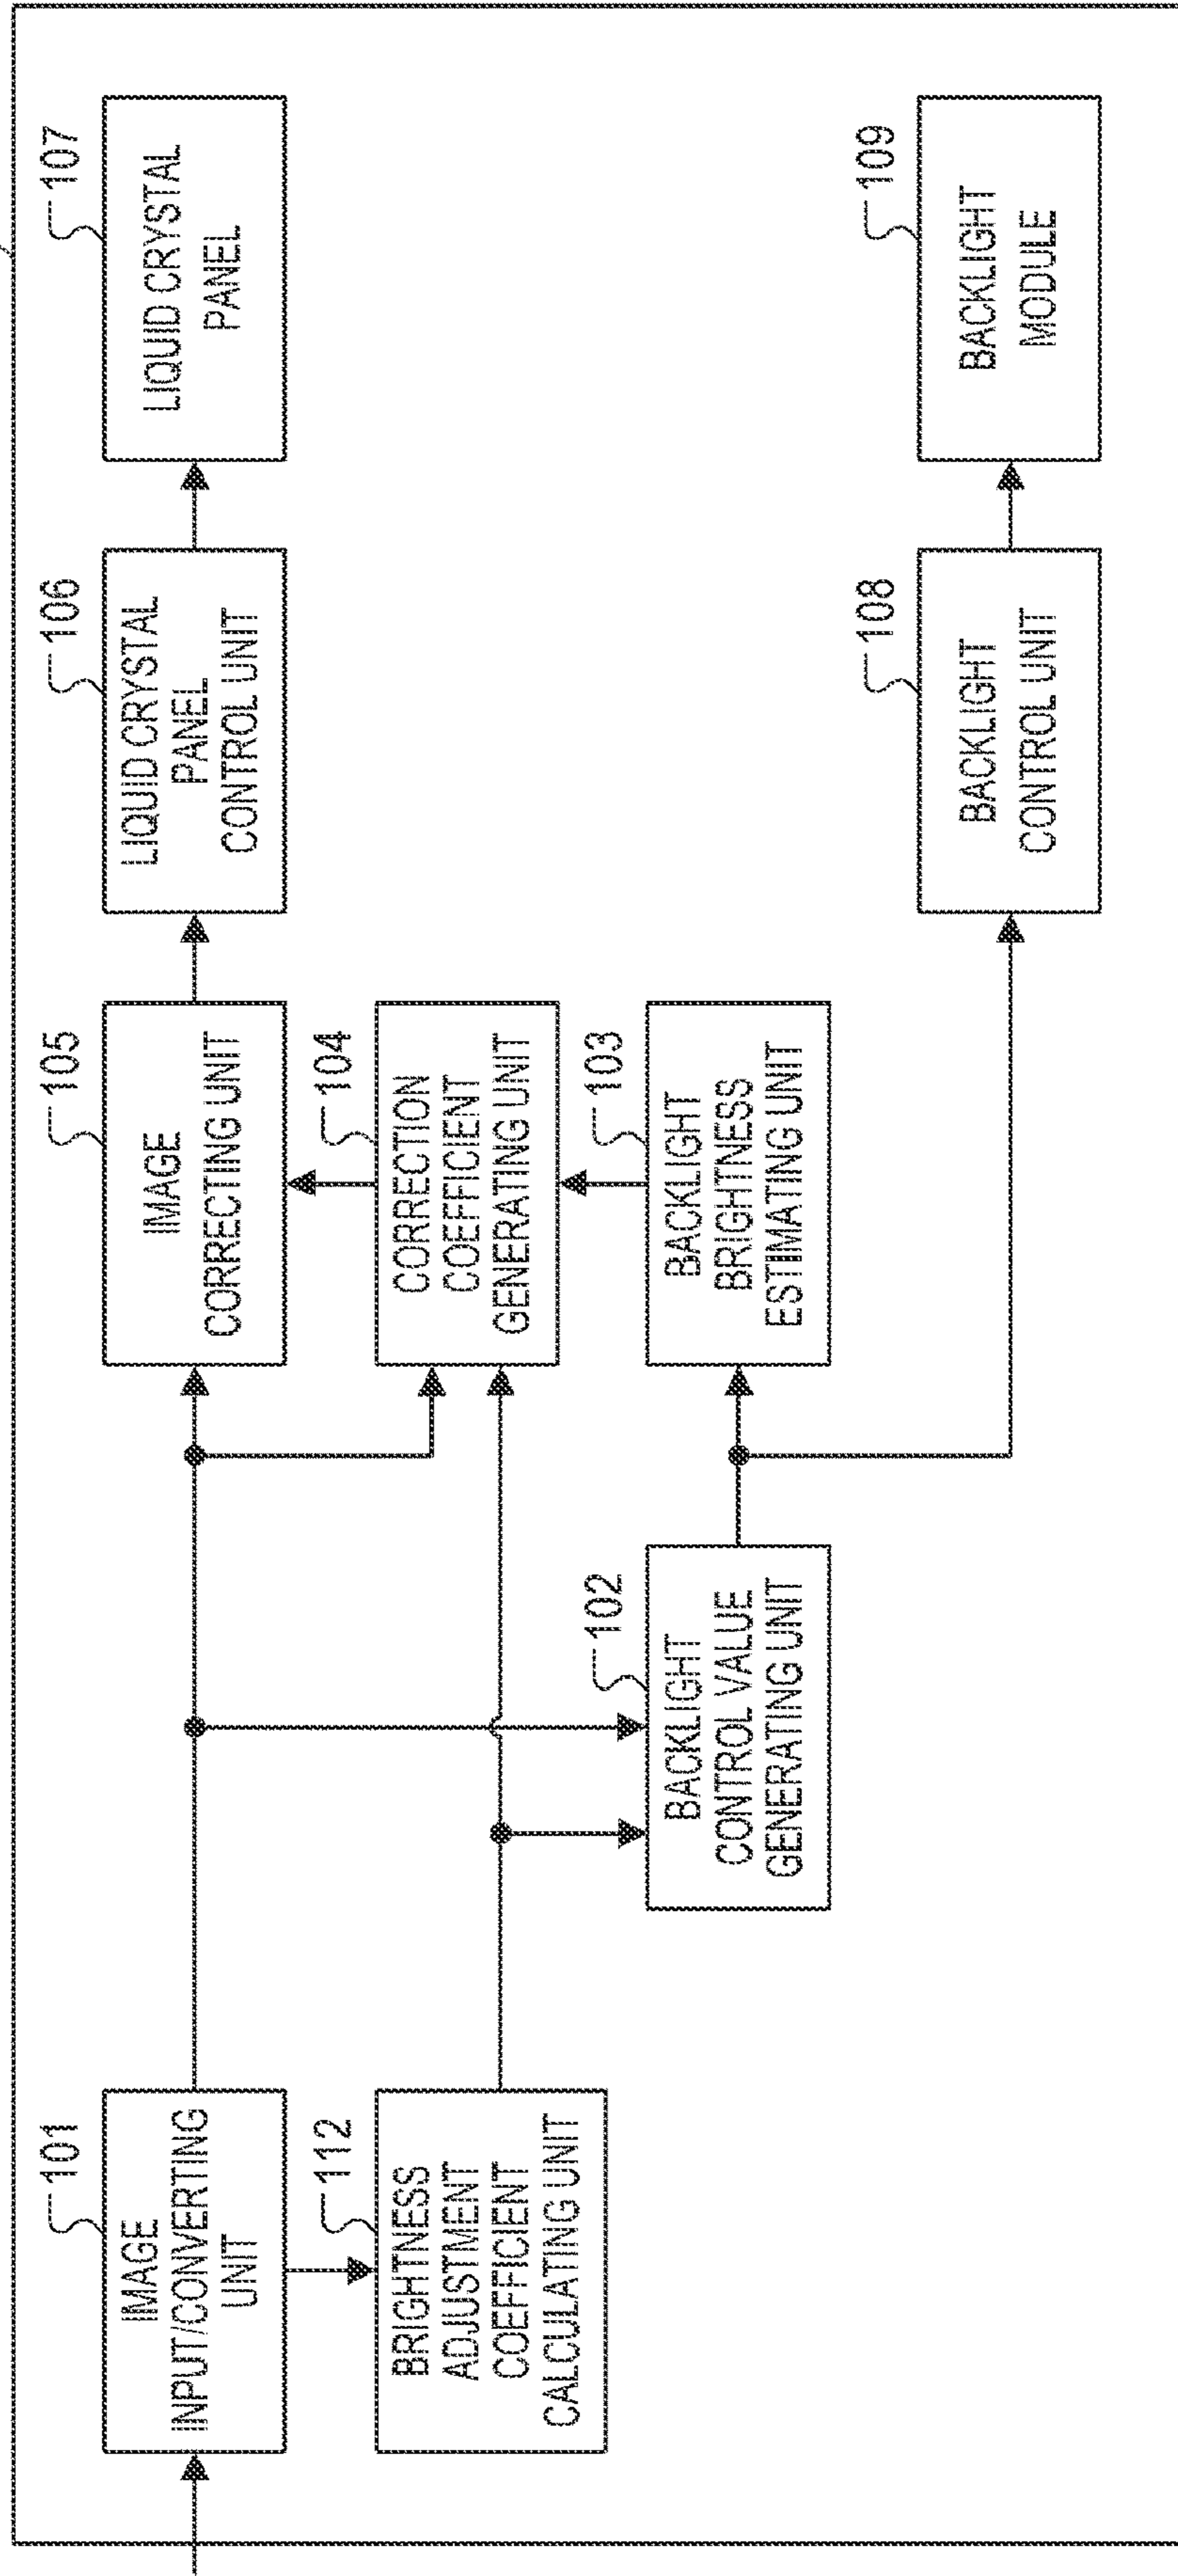 101
IMAGE
INPUT/CONVERTING
UNIT
112
BRIGHTNESS
ADJUSTMENT
COEFFICIENT
CALCULATING UNIT
102
BACKLIGHT
CONTROL VALUE
GENERATING UNIT
105
IMAGE
CORRECTING UNIT
104
CORRECTION
COEFFICIENT
GENERATING UNIT
103
BACKLIGHT
BRIGHTNESS
ESTIMATING UNIT
106
LIQUID CRYSTAL
PANEL
CONTROL UNIT
108
BACKLIGHT
CONTROL UNIT
107
LIQUID CRYSTAL
PANEL
109
BACKLIGHT
MODULE